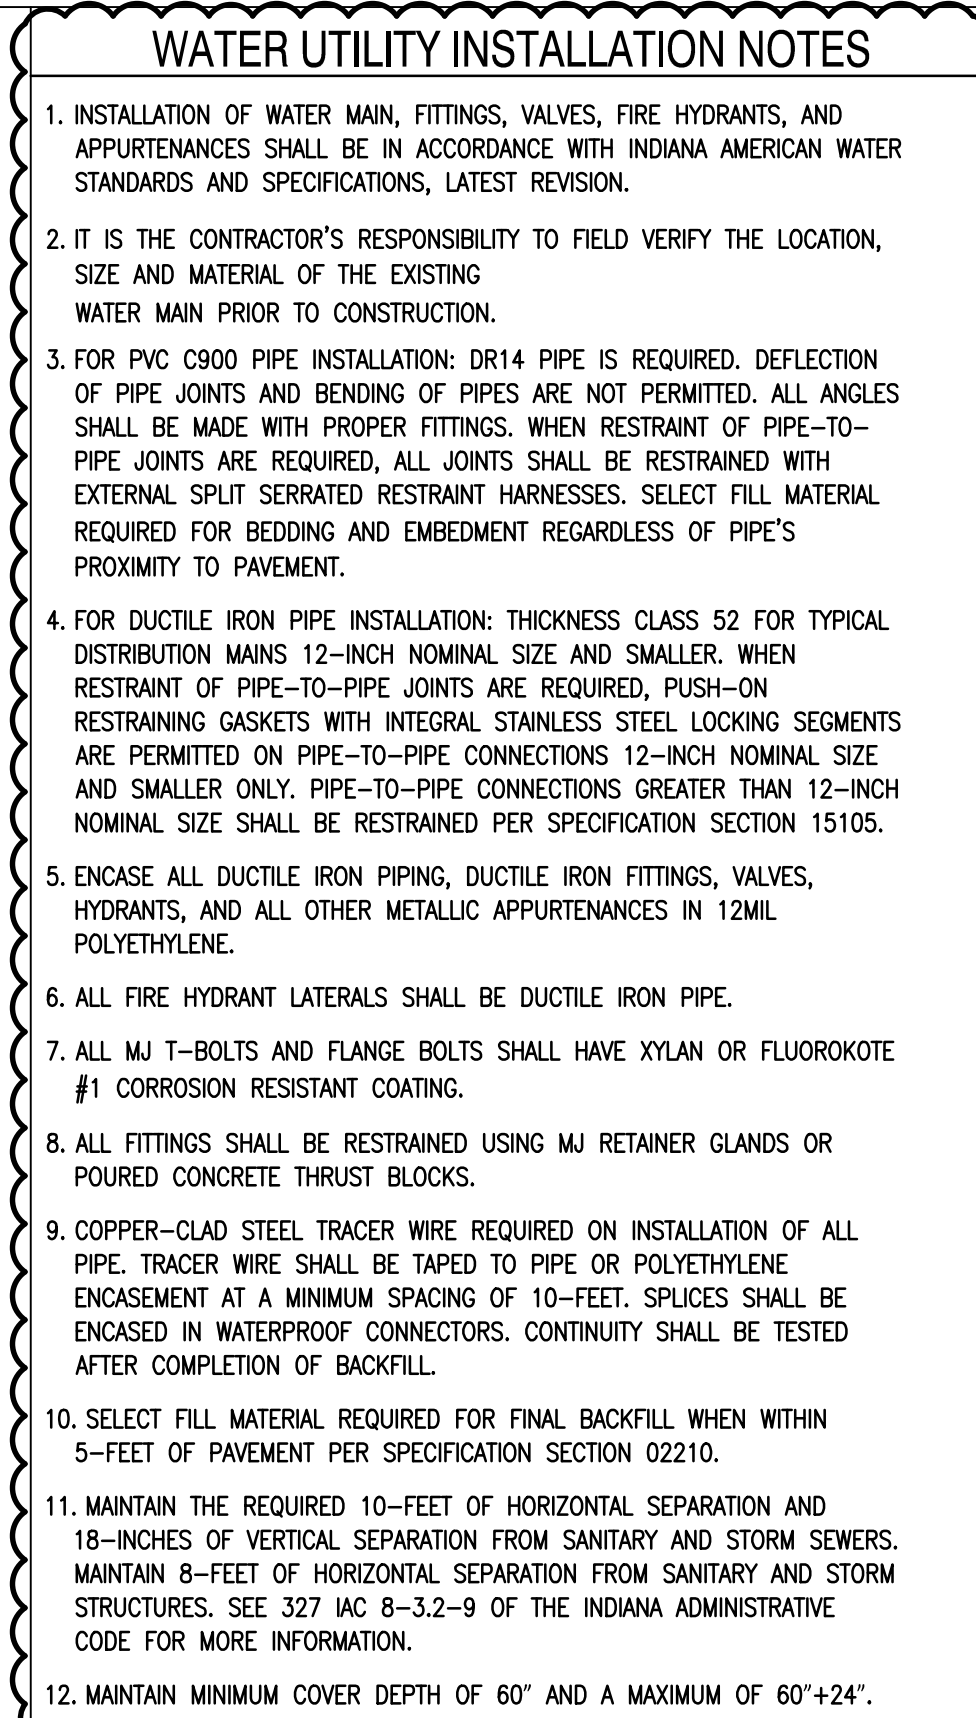 WATER UTILITY INSTALLATION NOTES
1. INSTALLATION OF WATER MAIN, FITTINGS, VALVES, FIRE HYDRANTS, AND
APPURTENANCES SHALL BE IN ACCORDANCE WITH INDIANA AMERICAN WATER
STANDARDS AND SPECIFICATIONS, LATEST REVISION.
2. IT IS THE CONTRACTOR'S RESPONSIBILITY TO FIELD VERIFY THE LOCATION,
SIZE AND MATERIAL OF THE EXISTING
WATER MAIN PRIOR TO CONSTRUCTION.
3. FOR PVC C900 PIPE INSTALLATION: DR14 PIPE IS REQUIRED. DEFLECTION
OF PIPE JOINTS AND BENDING OF PIPES ARE NOT PERMITTED. ALL ANGLES
SHALL BE MADE WITH PROPER FITTINGS. WHEN RESTRAINT OF PIPE-TO-
PIPE JOINTS ARE REQUIRED, ALL JOINTS SHALL BE RESTRAINED WITH
EXTERNAL SPLIT SERRATED RESTRAINT HARNESSES. SELECT FILL MATERIAL
REQUIRED FOR BEDDING AND EMBEDMENT REGARDLESS OF PIPE'S
PROXIMITY TO PAVEMENT.
4. FOR DUCTILE IRON PIPE INSTALLATION: THICKNESS CLASS 52 FOR TYPICAL
DISTRIBUTION MAINS 12-INCH NOMINAL SIZE AND SMALLER. WHEN
RESTRAINT OF PIPE-TO-PIPE JOINTS ARE REQUIRED, PUSH-ON
RESTRAINING GASKETS WITH INTEGRAL STAINLESS STEEL LOCKING SEGMENTS
ARE PERMITTED ON PIPE-TO-PIPE CONNECTIONS 12-INCH NOMINAL SIZE
AND SMALLER ONLY. PIPE-TO-PIPE CONNECTIONS GREATER THAN 12-INCH
NOMINAL SIZE SHALL BE RESTRAINED PER SPECIFICATION SECTION 15105.
5. ENCASE ALL DUCTILE IRON PIPING, DUCTILE IRON FITTINGS, VALVES,
HYDRANTS, AND ALL OTHER METALLIC APPURTENANCES IN 12MIL
POLYETHYLENE.
6. ALL FIRE HYDRANT LATERALS SHALL BE DUCTILE IRON PIPE.
7. ALL MJ T-BOLTS AND FLANGE BOLTS SHALL HAVE XYLAN OR FLUOROKOTE
#1 CORROSION RESISTANT COATING.
8. ALL FITTINGS SHALL BE RESTRAINED USING MJ RETAINER GLANDS OR
POURED CONCRETE THRUST BLOCKS.
9. COPPER-CLAD STEEL TRACER WIRE REQUIRED ON INSTALLATION OF ALL
PIPE. TRACER WIRE SHALL BE TAPED TO PIPE OR POLYETHYLENE
ENCASEMENT AT A MINIMUM SPACING OF 10-FEET. SPLICES SHALL BE
ENCASED IN WATERPROOF CONNECTORS. CONTINUITY SHALL BE TESTED
AFTER COMPLETION OF BACKFILL.
10. SELECT FILL MATERIAL REQUIRED FOR FINAL BACKFILL WHEN WITHIN
5-FEET OF PAVEMENT PER SPECIFICATION SECTION 02210.
11. MAINTAIN THE REQUIRED 10-FEET OF HORIZONTAL SEPARATION AND
18-INCHES OF VERTICAL SEPARATION FROM SANITARY AND STORM SEWERS.
MAINTAIN 8-FEET OF HORIZONTAL SEPARATION FROM SANITARY AND STORM
STRUCTURES. SEE 327 IAC 8-3.2-9 OF THE INDIANA ADMINISTRATIVE
CODE FOR MORE INFORMATION.
12. MAINTAIN MINIMUM COVER DEPTH OF 60" AND A MAXIMUM OF 60"+24".